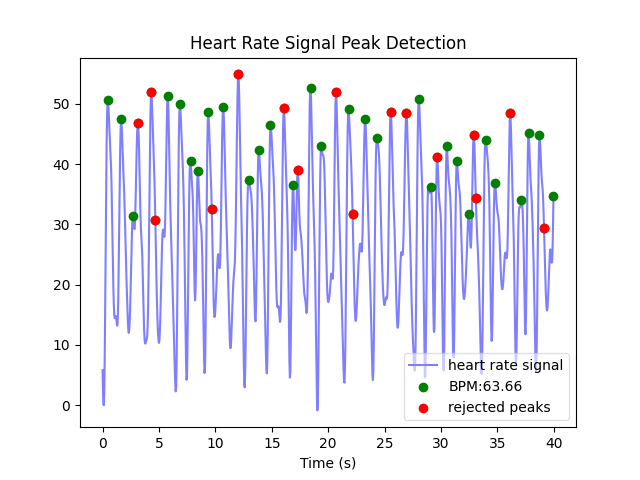 Heart Rate Signal Peak Detection
50
40
30
20
10
0
heart rate signal
BPM:63.66
rejected peaks
0 5 10 15 20 25 30 35 40
Time (s)